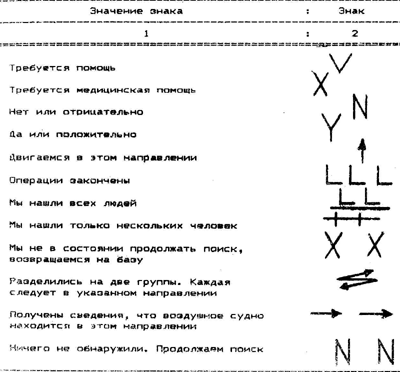 Значение знака : Знак
1 : 2
Требуется помощь V
Требуется медицинская помощь X
Нет или отрицательно N
Да или положительно Y
Двигаемся в этом направлении ↑
Операции закончены L L L
Мы нашли всех людей L L
Мы нашли только нескольких человек
Мы не в состоянии продолжать поиск, X X
возвращаемся на базу
Разделились на две группы. Каждая
следует в указанном направлении
Получены сведения, что воздушное судно → →
находится в этом направлении
Ничего не обнаружили. Продолжаем поиск N N